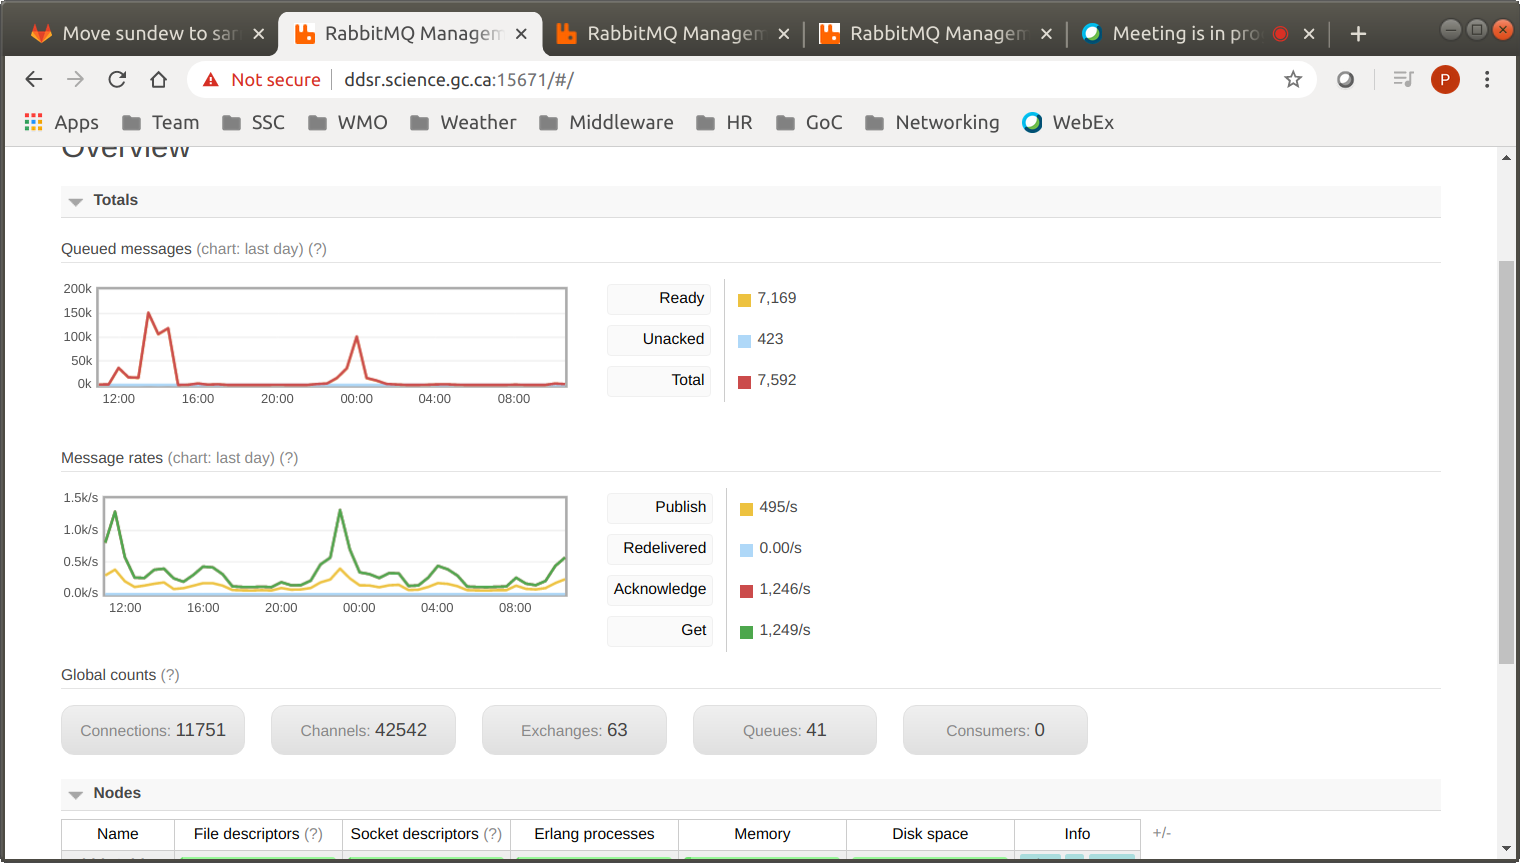 Move sundew to sar
RabbitMQ Managem
RabbitMQ Managem
RabbitMQ Managem
Meeting is in pro
Not secure
ddsr.science.gc.ca:15671/#/
P
Apps
Team
SSC
WMO
Weather
Middleware
HR
GoC
Networking
WebEx
Overview
Totals
Queued messages (chart: last day) (?)
200k
150k
100k
50k
0k
12:00 16:00 20:00 00:00 04:00 08:00
Ready 7,169
Unacked 423
Total 7,592
Message rates (chart: last day) (?)
1.5k/s
1.0k/s
0.5k/s
0.0k/s
12:00 16:00 20:00 00:00 04:00 08:00
Publish 495/s
Redelivered 0.00/s
Acknowledge 1,246/s
Get 1,249/s
Global counts (?)
Connections: 11751
Channels: 42542
Exchanges: 63
Queues: 41
Consumers: 0
Nodes
Name File descriptors (?) Socket descriptors (?) Erlang processes Memory Disk space Info +/-